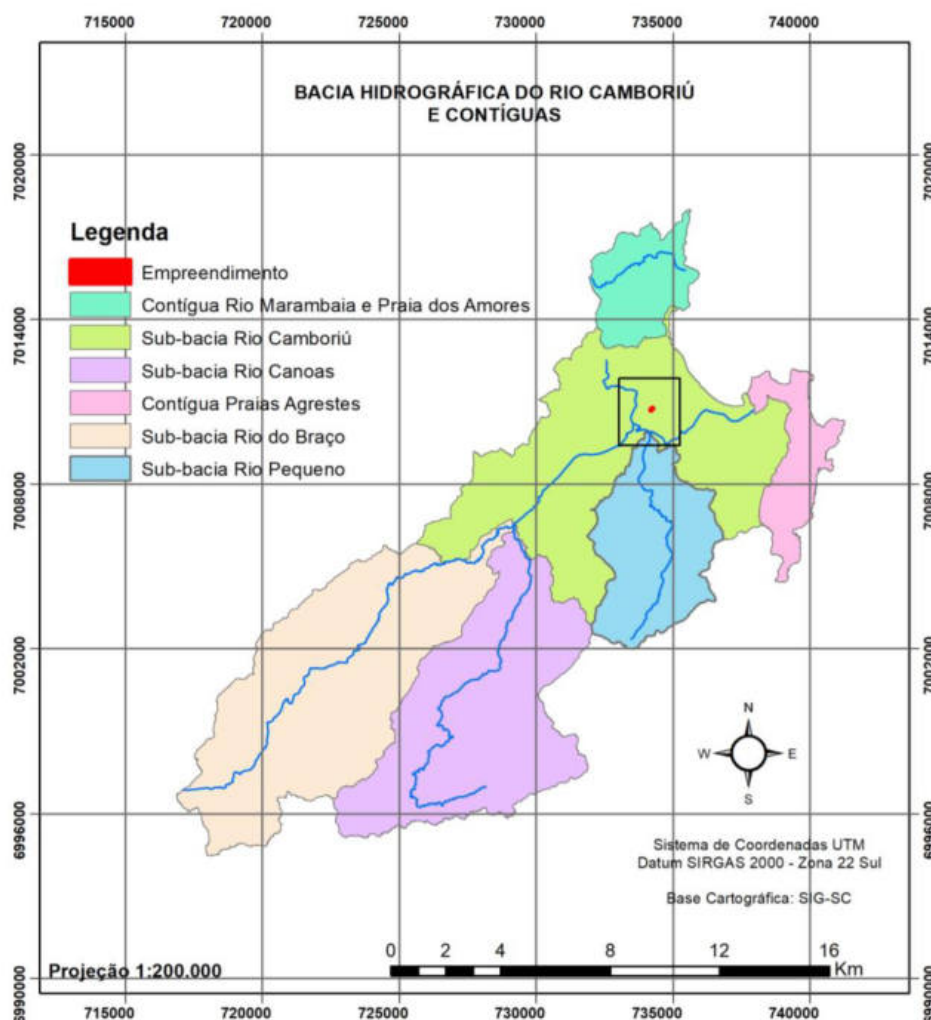 715000 720000 725000 730000 735000 740000
BACIA HIDROGRÁFICA DO RIO CAMBORIÚ
E CONTÍGUAS
7020000 7020000
Legenda
Empreendimento
Contígua Rio Marambaia e Praia dos Amores
7014000 7014000
Sub-bacia Rio Camboriú
Sub-bacia Rio Canoas
Contígua Praias Agrestes
Sub-bacia Rio do Braço
Sub-bacia Rio Pequeno
7008000 7008000
7002000 7002000
N
W E
S
6996000 6996000
Sistema de Coordenadas UTM
Datum SIRGAS 2000 - Zona 22 Sul
Base Cartográfica: SIG-SC
0 2 4 8 12 16
Km
Projeção 1:200.000
6990000 6990000
715000 720000 725000 730000 735000 740000